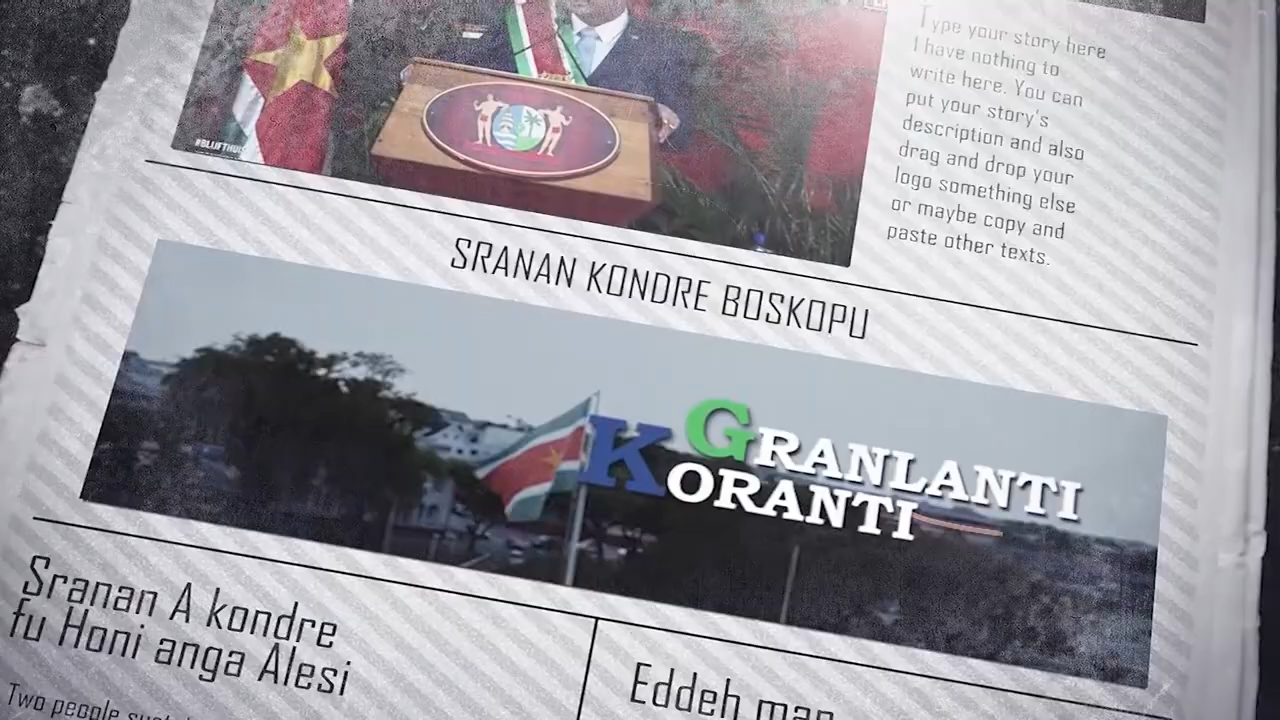 Type your story here
I have nothing to
write here. You can
put your story's
description and also
drag and drop your
logo something else
or maybe copy and
paste other texts.
SRANAN KONDRE BOSKOPU
GRANLANTI
KORANTI
Sranan A kondre
fu Honi anga Alesi
Two people
Eddeh man